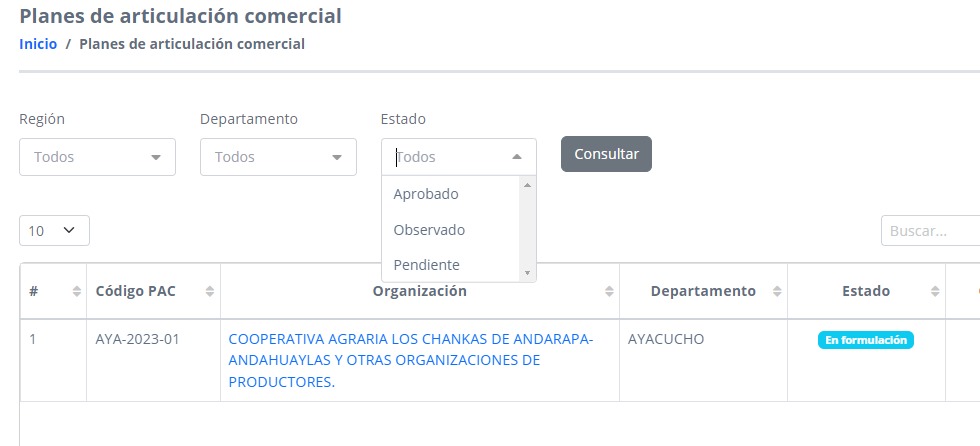 Planes de articulación comercial
Inicio / Planes de articulación comercial
Región Departamento Estado
Todos Todos Todos Consultar
Aprobado
Observado
Pendiente
10 Buscar...
# Código PAC Organización Departamento Estado
1 AYA-2023-01 COOPERATIVA AGRARIA LOS CHANKAS DE ANDARAPA- AYACUCHO En formulación
ANDAHUAYLAS Y OTRAS ORGANIZACIONES DE
PRODUCTORES.